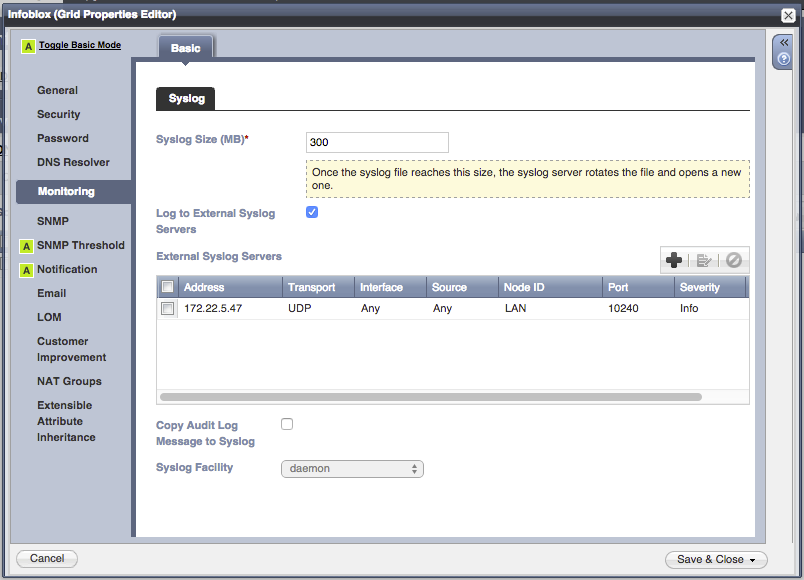 Infoblox (Grid Properties Editor)
A Toggle Basic Mode
Basic
General
Security
Password
DNS Resolver
Monitoring
SNMP
A SNMP Threshold
A Notification
Email
LOM
Customer
Improvement
NAT Groups
Extensible
Attribute
Inheritance
Syslog
Syslog Size (MB)*
300
Once the syslog file reaches this size, the syslog server rotates the file and opens a new
one.
Log to External Syslog
Servers
External Syslog Servers
Address Transport Interface Source Node ID Port Severity
172.22.5.47 UDP Any Any LAN 10240 Info
Copy Audit Log
Message to Syslog
Syslog Facility
daemon
Cancel
Save & Close